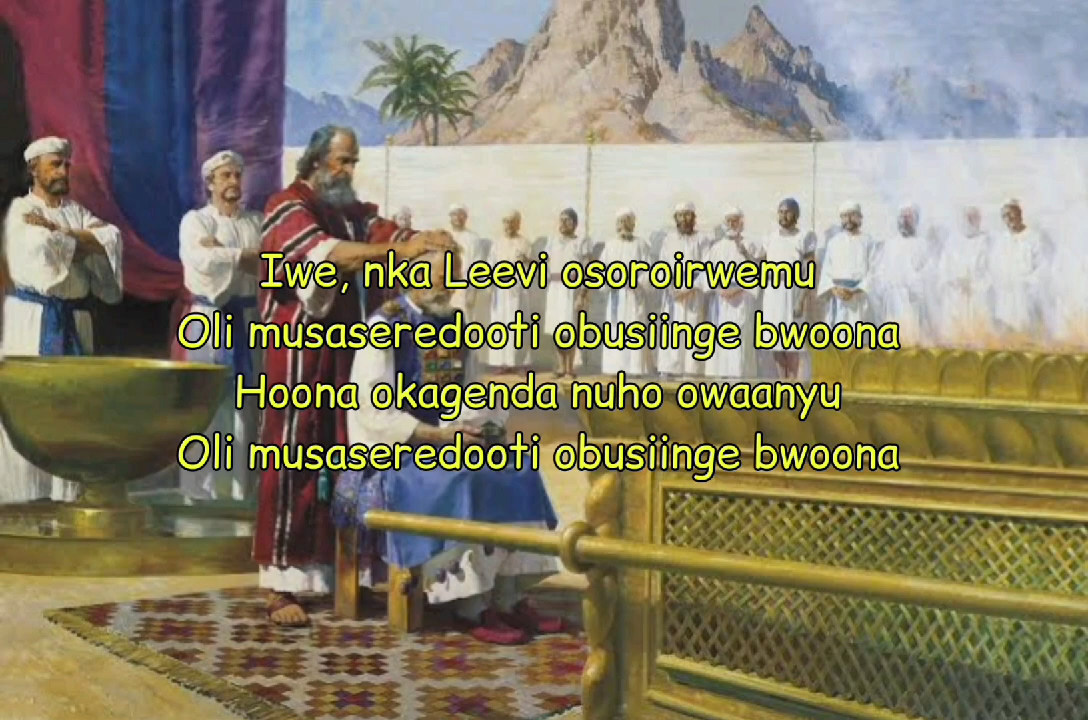 Iwe, nka Leevi osoroirwemu
Oli musaseredooti obusiinge bwoona
Hoona okagenda nuho owaanyu
Oli musaseredooti obusiinge bwoona